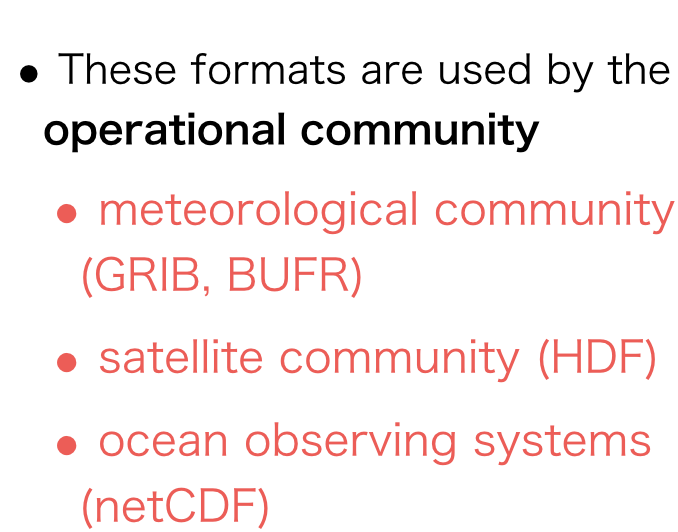 • These formats are used by the
operational community
• meteorological community
(GRIB, BUFR)
• satellite community (HDF)
• ocean observing systems
(netCDF)